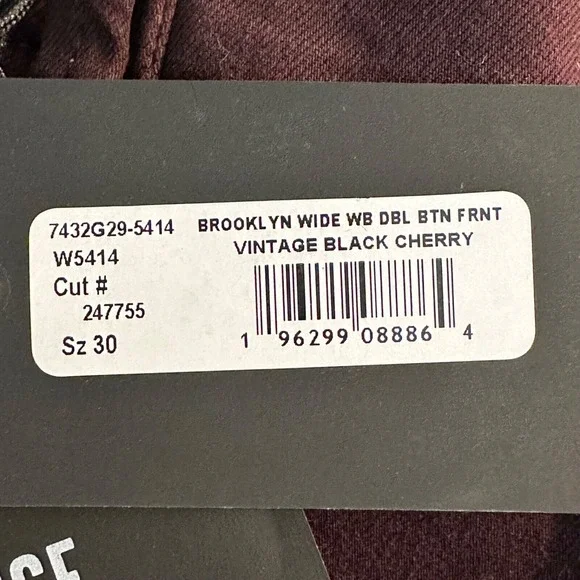 7432G29-5414 BROOKLYN WIDE WB DBL BTN FRNT
W5414 VINTAGE BLACK CHERRY
Cut #
247755
Sz 30
1 96299 08886 4